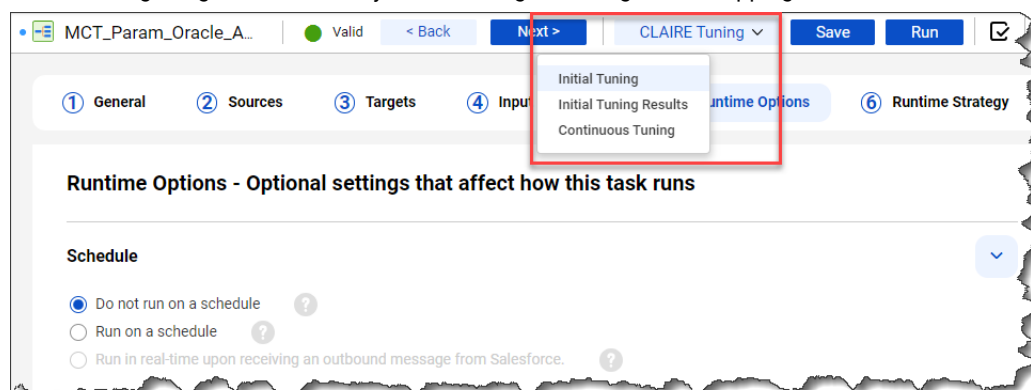 MCT_Param_Oracle_A... Valid < Back Next > CLAIRE Tuning Save Run
Initial Tuning
Initial Tuning Results
Continuous Tuning
1 General 2 Sources 3 Targets 4 Inpu untime Options 6 Runtime Strategy
Runtime Options - Optional settings that affect how this task runs
Schedule
Do not run on a schedule ?
Run on a schedule ?
Run in real-time upon receiving an outbound message from Salesforce. ?